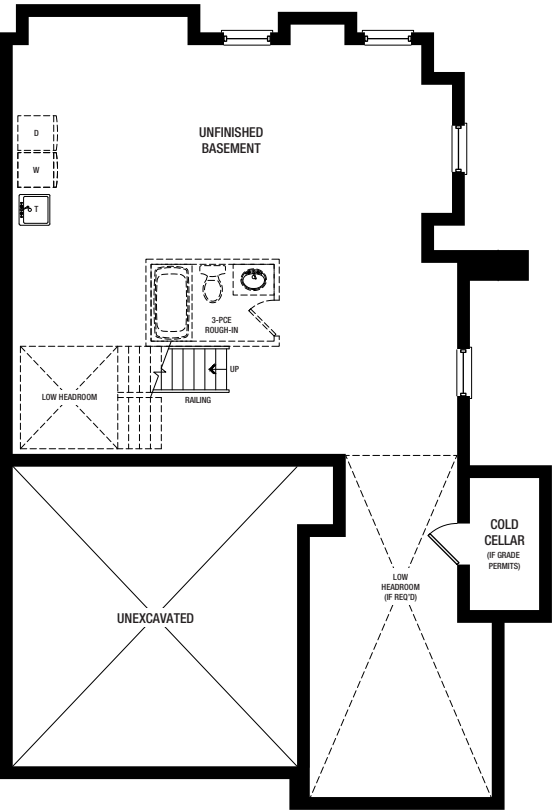 UNFINISHED
BASEMENT
D
W
T
3-PCE
ROUGH-IN
UP
LOW HEADROOM
RAILING
COLD
CELLAR
(IF GRADE
PERMITS)
LOW
HEADROOM
(IF REQ'D)
UNEXCAVATED